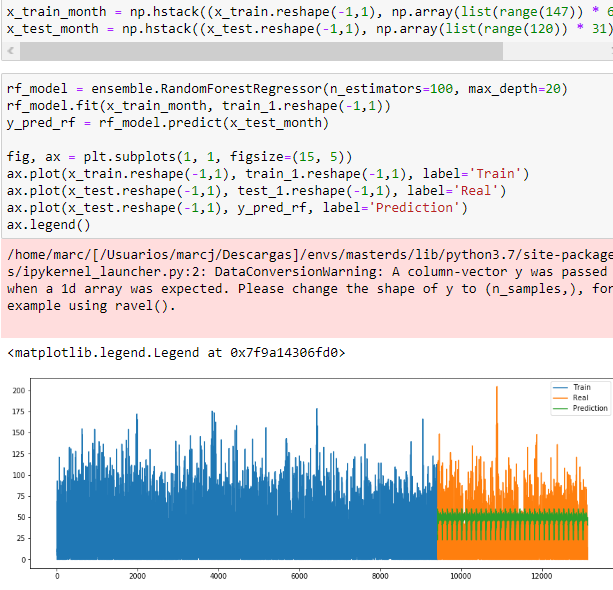 x_train_month = np.hstack((x_train.reshape(-1,1), np.array(list(range(147)) * 6
x_test_month = np.hstack((x_test.reshape(-1,1), np.array(list(range(120)) * 31)
rf_model = ensemble.RandomForestRegressor(n_estimators=100, max_depth=20)
rf_model.fit(x_train_month, train_1.reshape(-1,1))
y_pred_rf = rf_model.predict(x_test_month)
fig, ax = plt.subplots(1, 1, figsize=(15, 5))
ax.plot(x_train.reshape(-1,1), train_1.reshape(-1,1), label='Train')
ax.plot(x_test.reshape(-1,1), test_1.reshape(-1,1), label='Real')
ax.plot(x_test.reshape(-1,1), y_pred_rf, label='Prediction')
ax.legend()
/home/marc/[/Usuarios/marcj/Descargas]/envs/masterds/lib/python3.7/site-package
s/ipykernel_launcher.py:2: DataConversionWarning: A column-vector y was passed
when a 1d array was expected. Please change the shape of y to (n_samples,), for
example using ravel().
<matplotlib.legend.Legend at 0x7f9a14306fd0>
Train
Real
Prediction
200
175
150
125
100
75
50
25
0
0 2000 4000 6000 8000 10000 12000